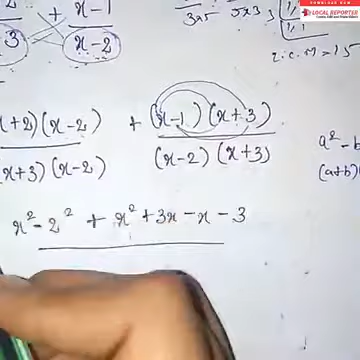 3 + x-1
x-2
3x5 5x3
L.C.M = 15
x+2)(x-2) + (x-1)(x+3)
x+3)(x-2) (x-2)(x+3)
a² - b
(a+b)(
x² - 2² + x² + 3x - x - 3
LOCAL REPORTER